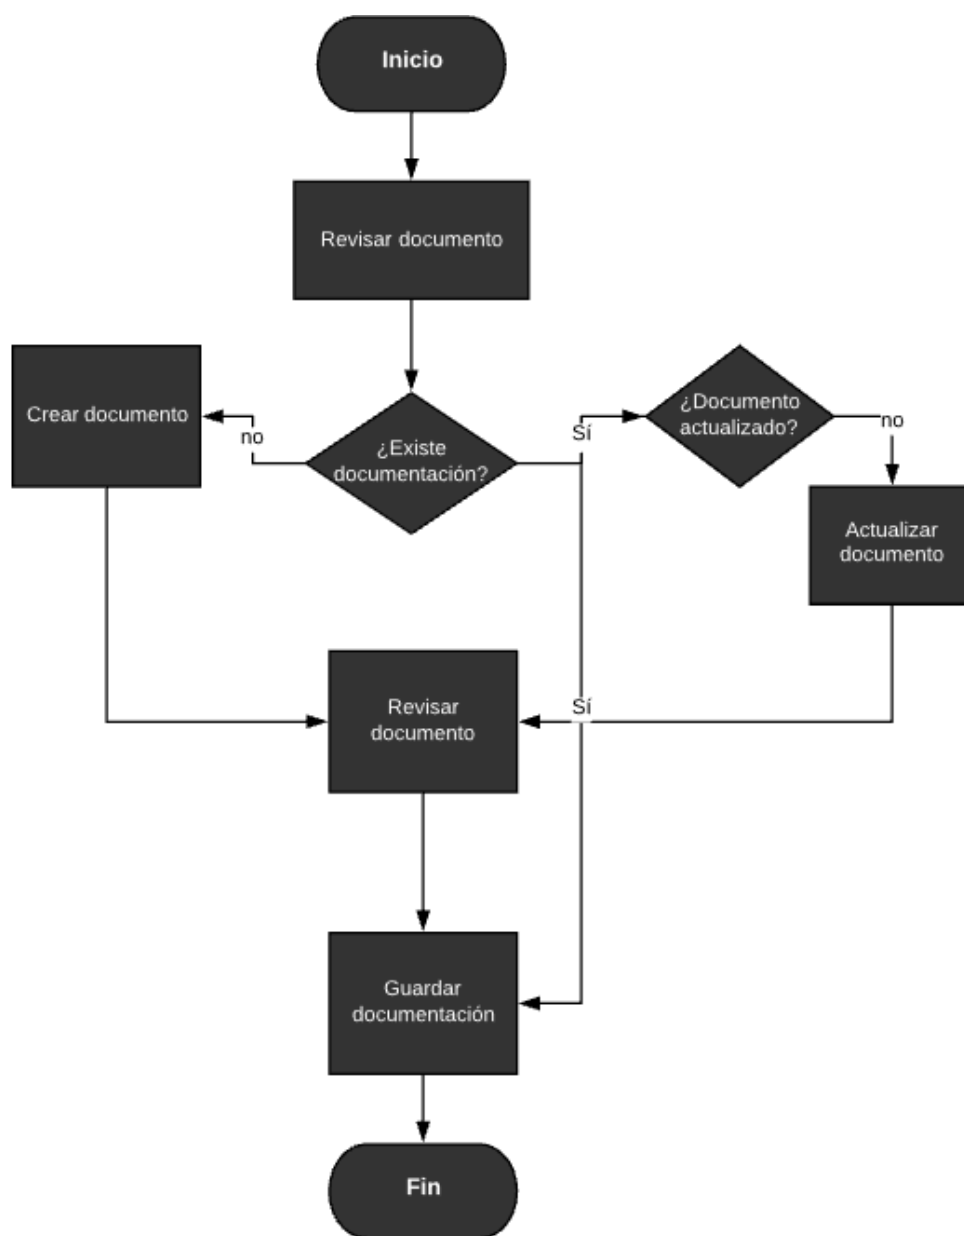 Inicio
Revisar documento
Crear documento
no
¿Existe
documentación?
Sí
¿Documento
actualizado?
no
Actualizar
documento
Revisar
documento
Sí
Guardar
documentación
Fin